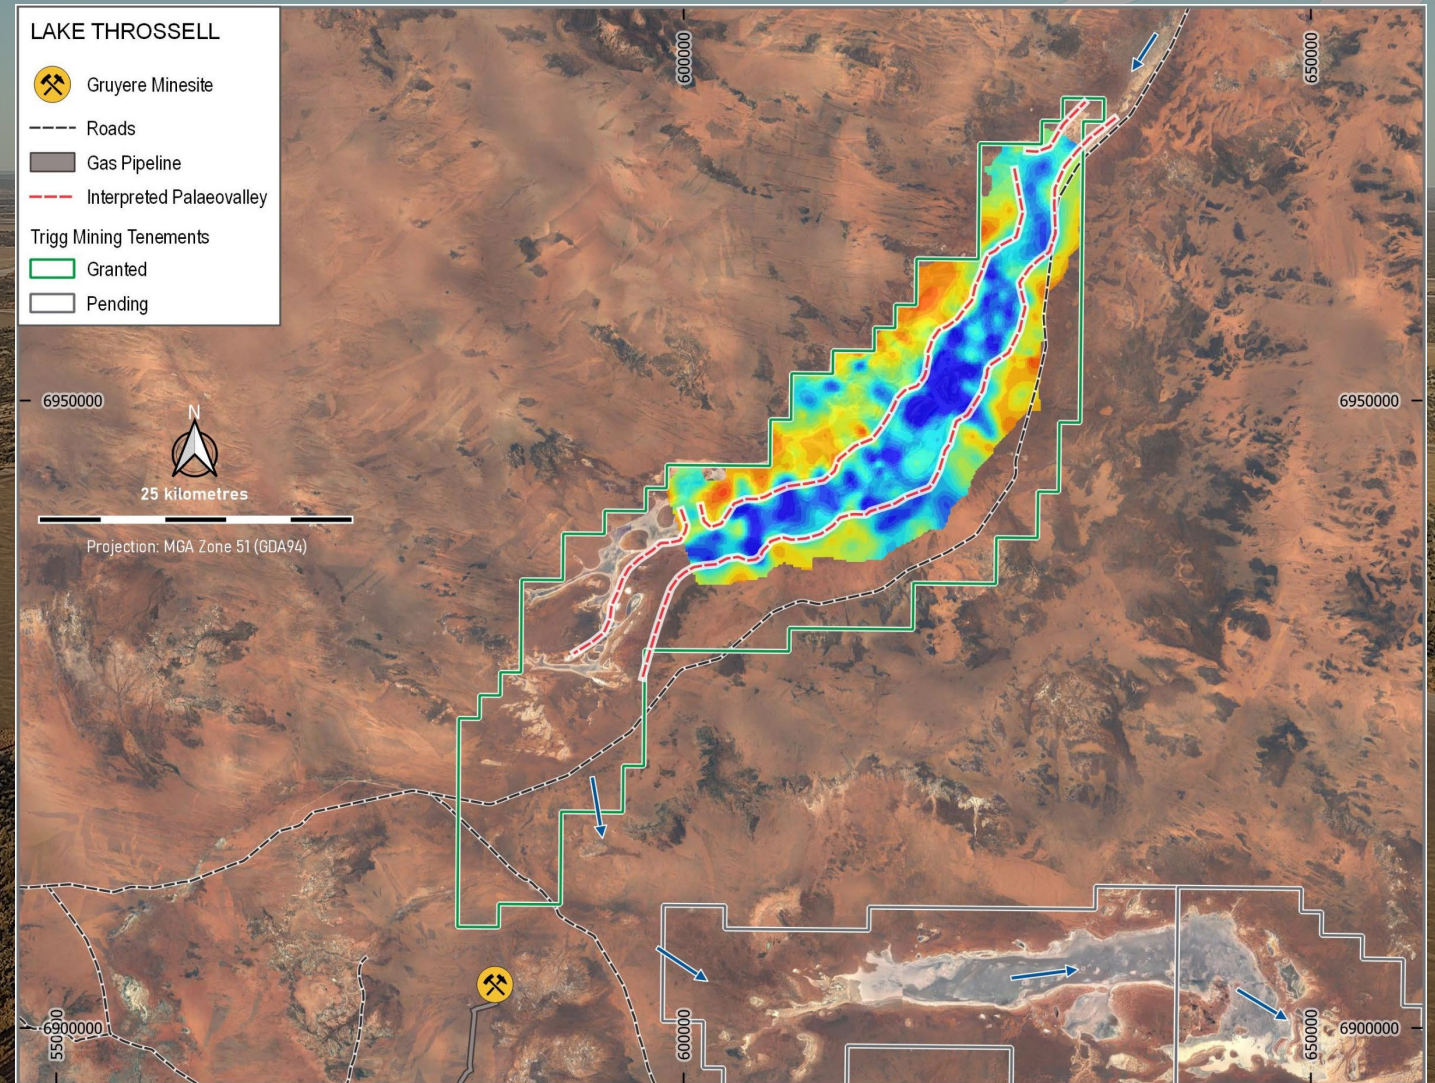 LAKE THROSSELL
Gruyere Minesite
Roads
Gas Pipeline
Interpreted Palaeovalley
Trigg Mining Tenements
Granted
Pending
600000
650000
6950000
6950000
N
25 kilometres
Projection: MGA Zone 51 (GDA94)
6900000
550000
600000
650000
6900000